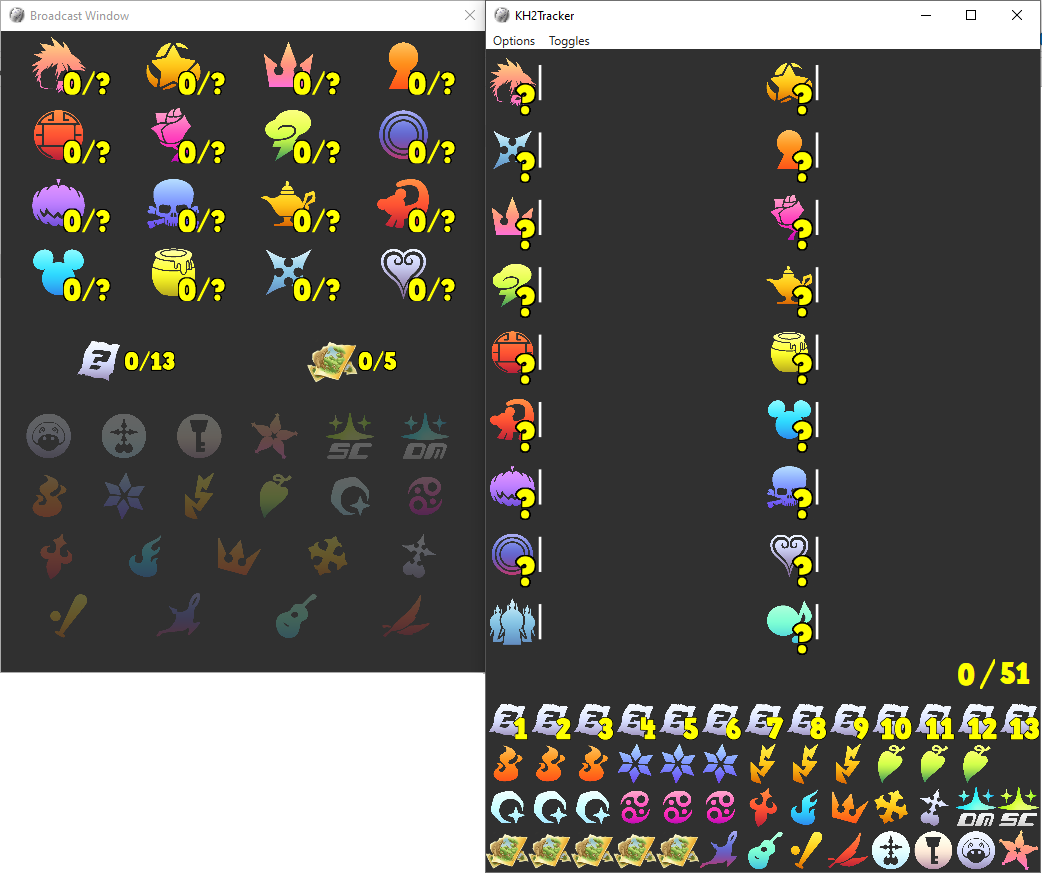 Broadcast Window
0/? 0/? 0/? 0/?
0/? 0/? 0/? 0/?
0/? 0/? 0/? 0/?
0/? 0/? 0/? 0/?
0/13 0/5
?
SC DM
KH2Tracker
Options Toggles
? ?
? ?
? ?
? ?
? ?
? ?
? ?
? ?
?
0/51
? 1 ? 2 ? 3 ? 4 ? 5 ? 6 ? 7 ? 8 ? 9 ? 10 ? 11 ? 12 ? 13
DM SC